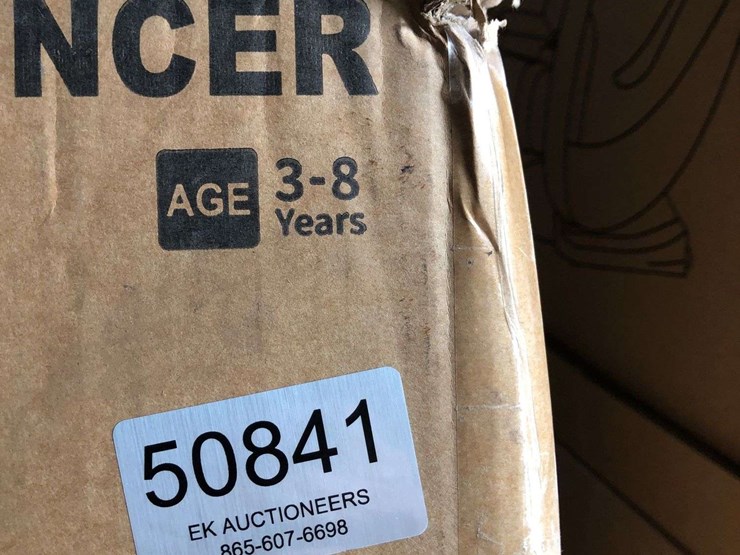 NCER
AGE 3-8
Years
50841
EK AUCTIONEERS
865-607-6698